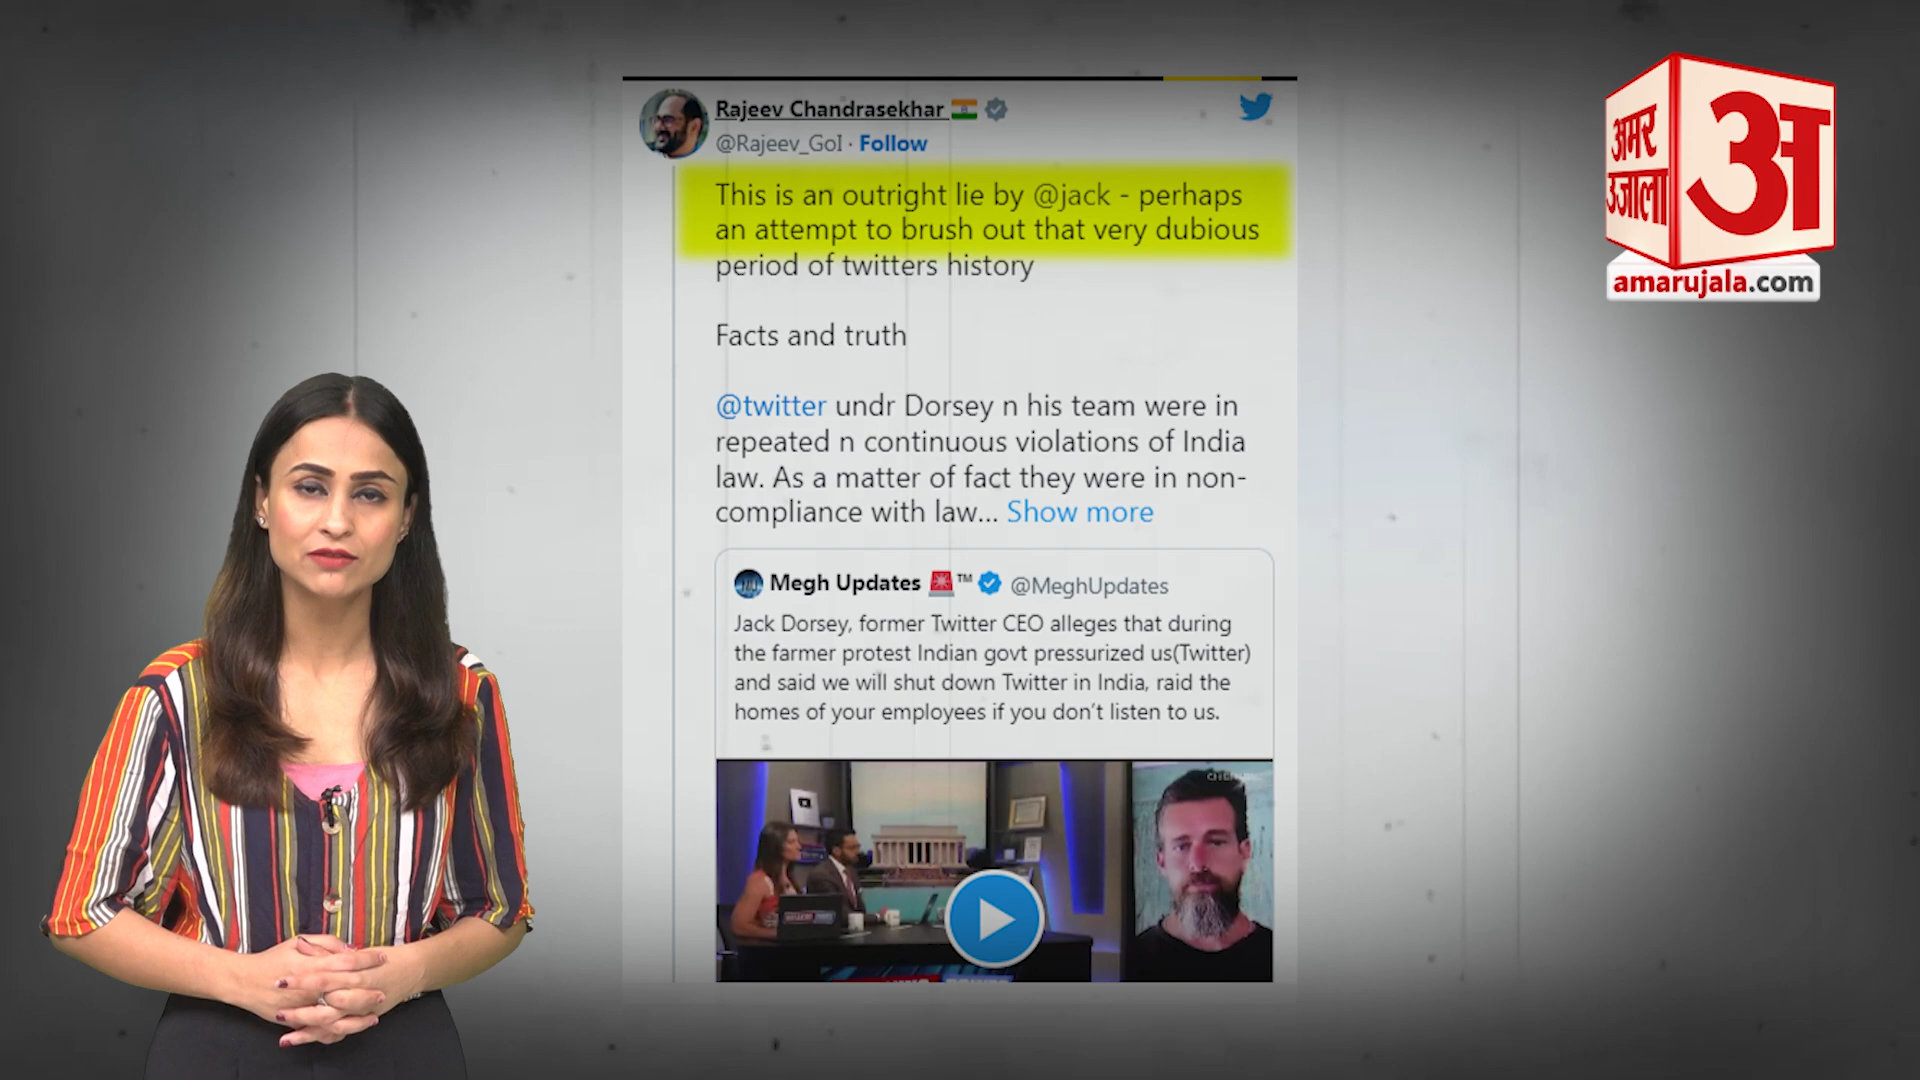 Rajeev Chandrasekhar
@Rajeev_GoI · Follow
This is an outright lie by @jack - perhaps
an attempt to brush out that very dubious
period of twitters history
Facts and truth
@twitter undr Dorsey n his team were in
repeated n continuous violations of India
law. As a matter of fact they were in non-
compliance with law... Show more
Megh Updates ™ @MeghUpdates
Jack Dorsey, former Twitter CEO alleges that during
the farmer protest Indian govt pressurized us(Twitter)
and said we will shut down Twitter in India, raid the
homes of your employees if you don't listen to us.
अमर
उजाला
अ
amarujala.com